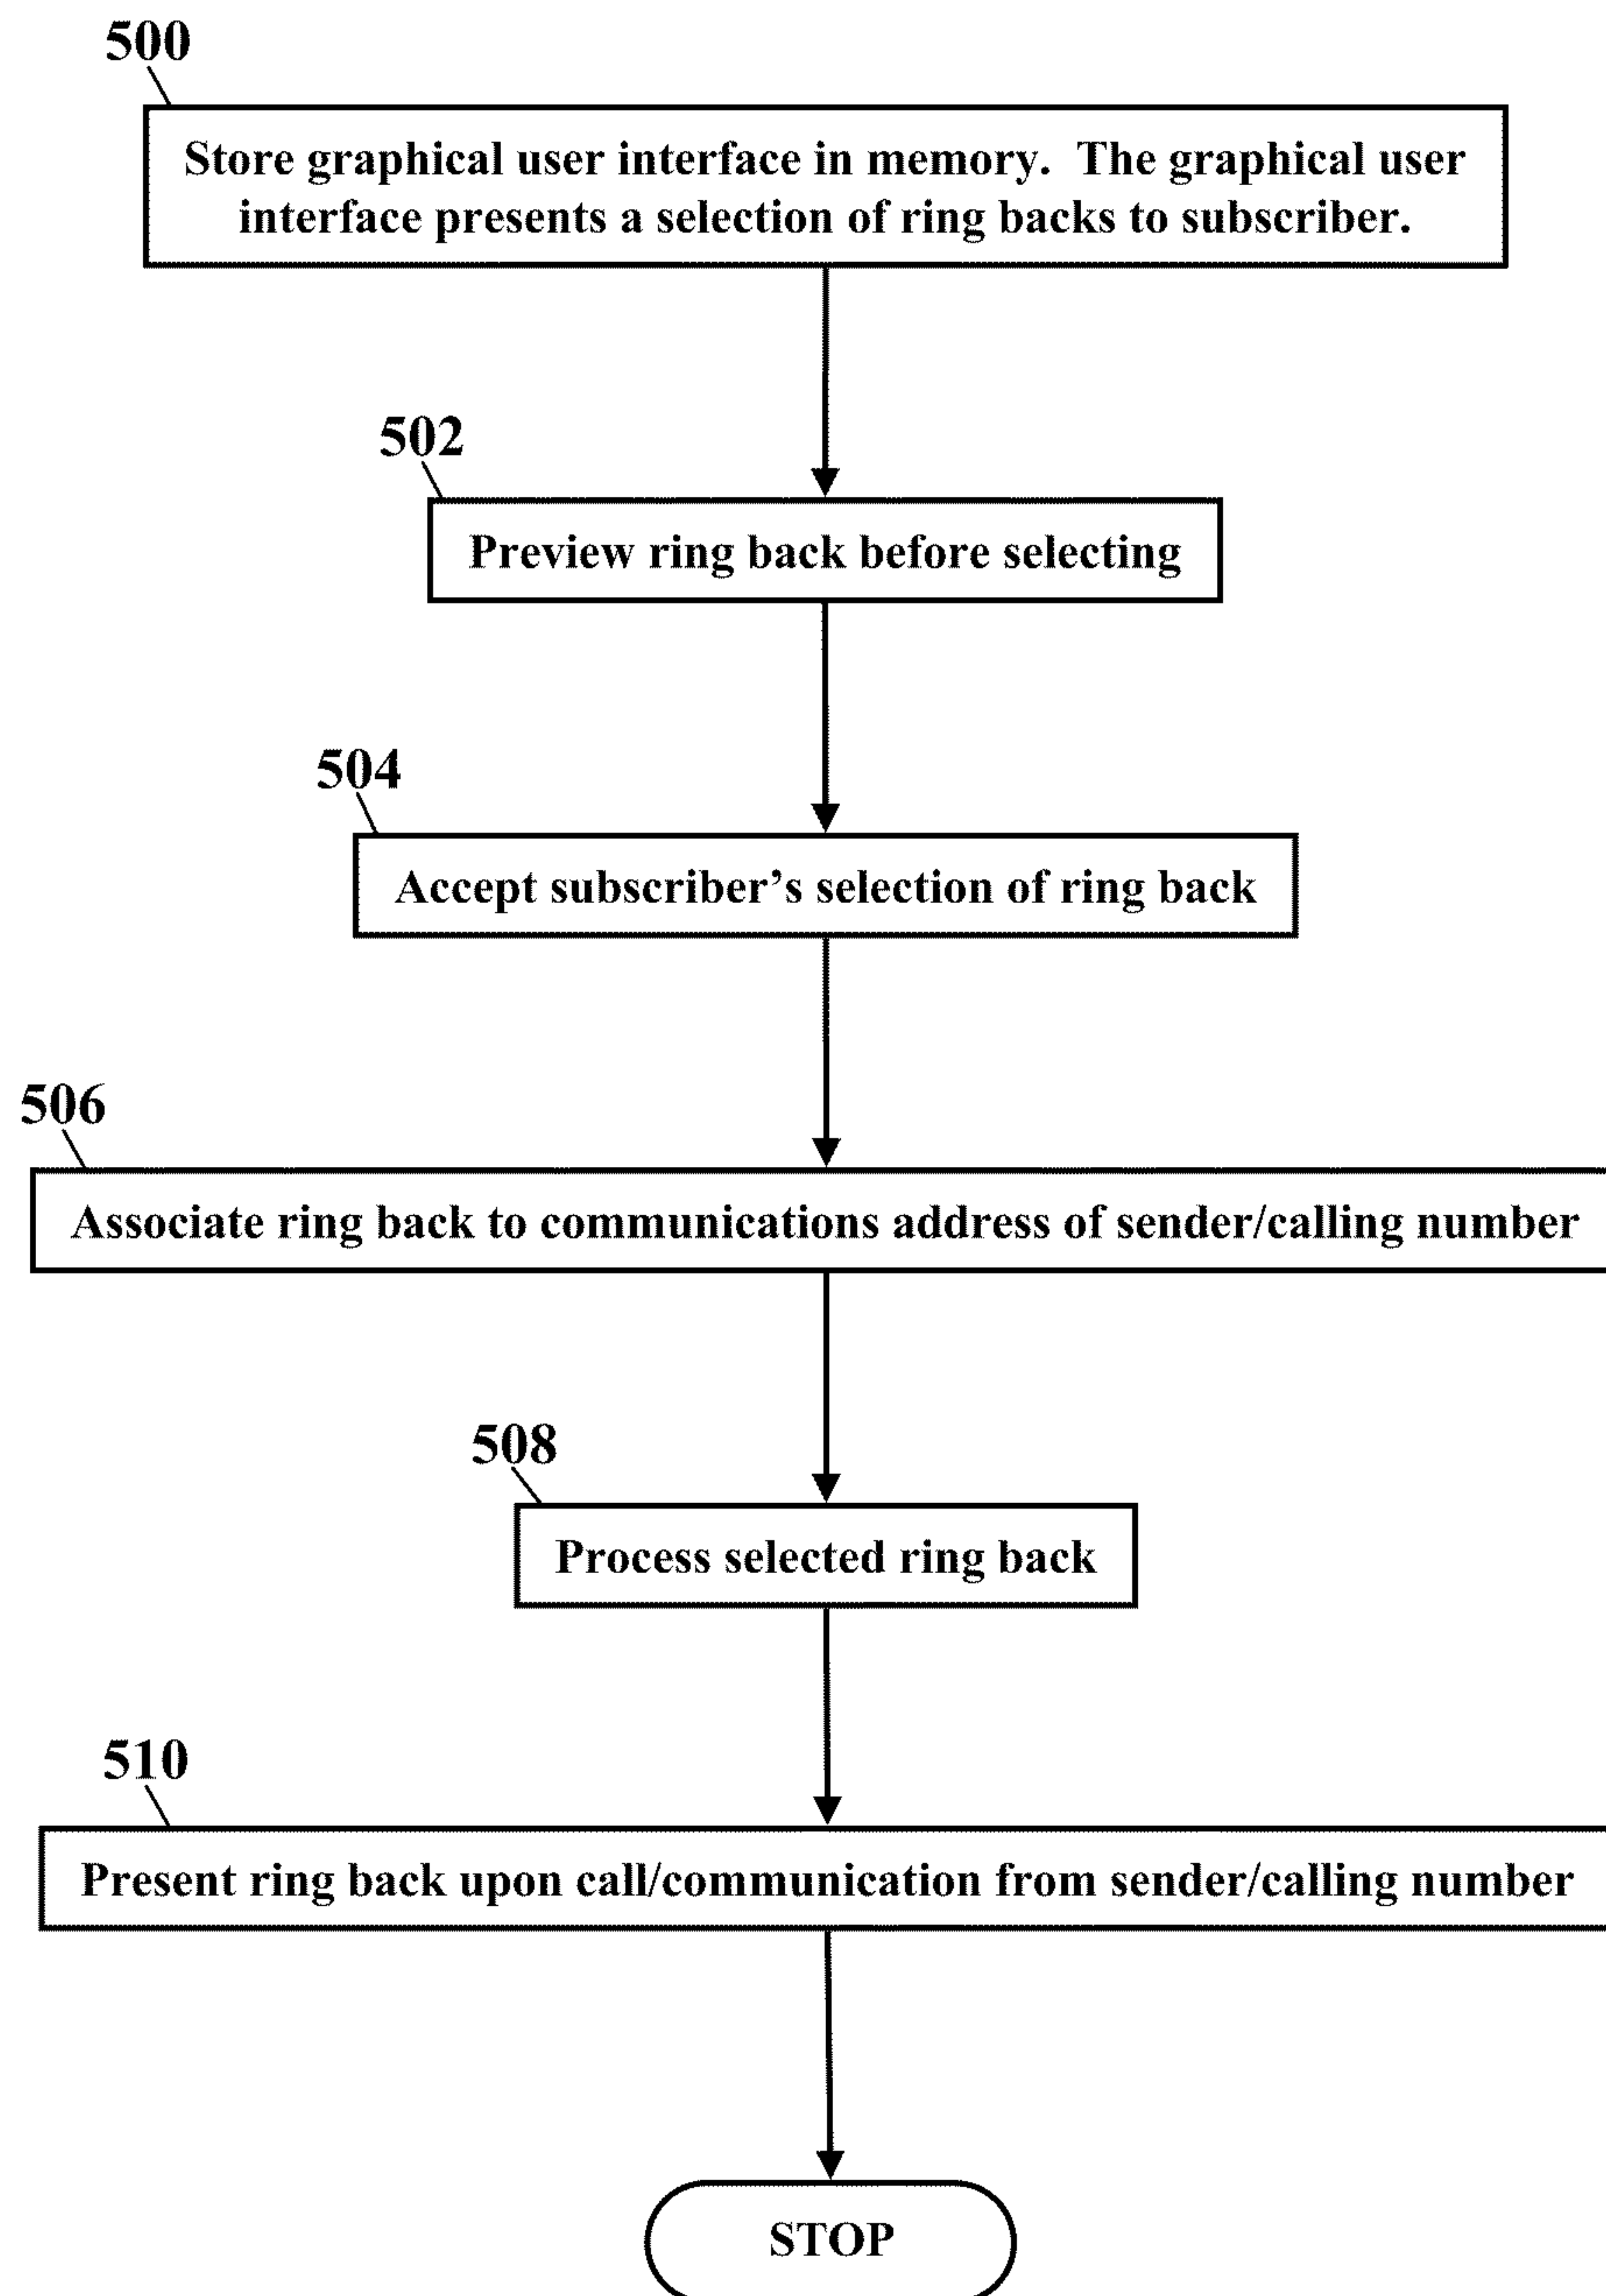 500
Store graphical user interface in memory.  The graphical user
interface presents a selection of ring backs to subscriber.
502
Preview ring back before selecting
504
Accept subscriber’s selection of ring back
506
Associate ring back to communications address of sender/calling number
508
Process selected ring back
510
Present ring back upon call/communication from sender/calling number
STOP